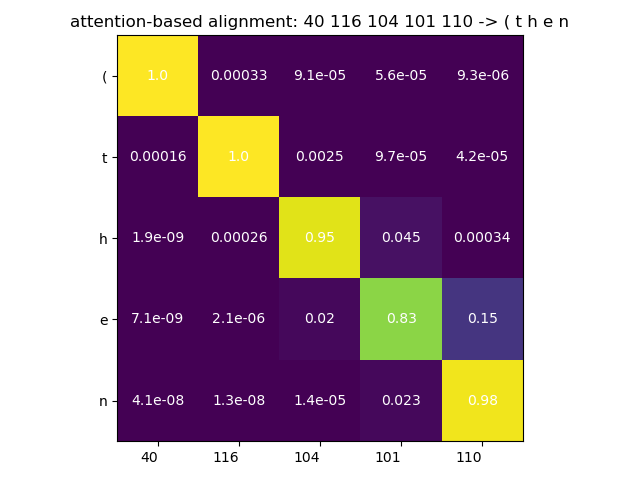 attention-based alignment: 40 116 104 101 110 -> ( t h e n
( 1.0 0.00033 9.1e-05 5.6e-05 9.3e-06
t 0.00016 1.0 0.0025 9.7e-05 4.2e-05
h 1.9e-09 0.00026 0.95 0.045 0.00034
e 7.1e-09 2.1e-06 0.02 0.83 0.15
n 4.1e-08 1.3e-08 1.4e-05 0.023 0.98
40 116 104 101 110